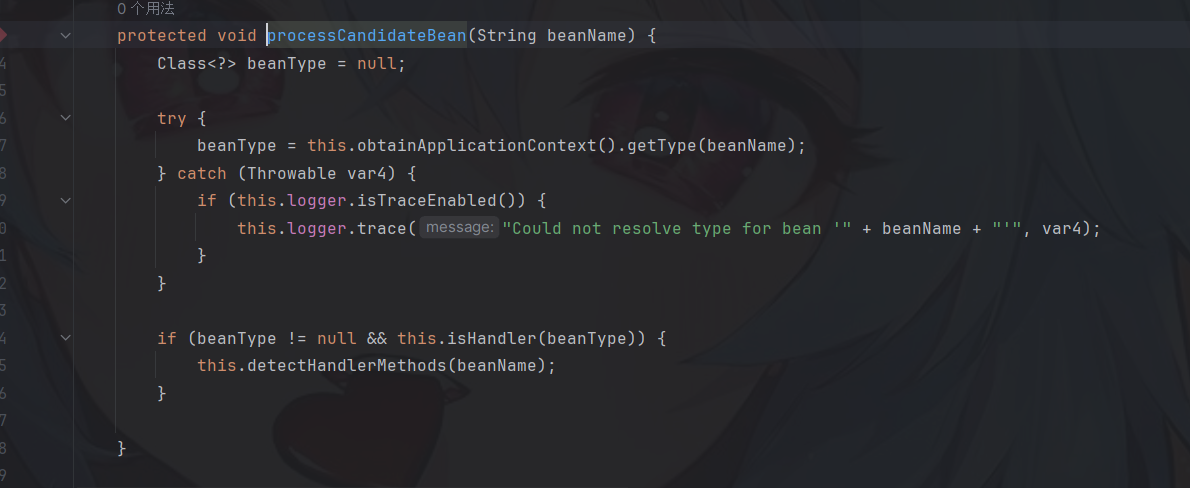 0 个用法
protected void processCandidateBean(String beanName) {
4 Class<?> beanType = null;
5
6 try {
7 beanType = this.obtainApplicationContext().getType(beanName);
8 } catch (Throwable var4) {
9 if (this.logger.isTraceEnabled()) {
0 this.logger.trace( message: "Could not resolve type for bean '" + beanName + "'", var4);
1 }
2 }
3
4 if (beanType != null && this.isHandler(beanType)) {
5 this.detectHandlerMethods(beanName);
6 }
7
8 }
9